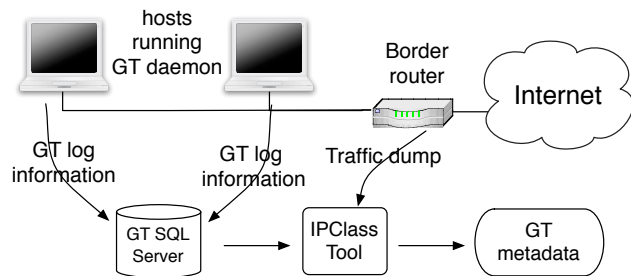 hosts
running
GT daemon
Border
router
Internet
GT log
information
GT log
information
Traffic dump
GT SQL
Server
IPClass
Tool
GT
metadata